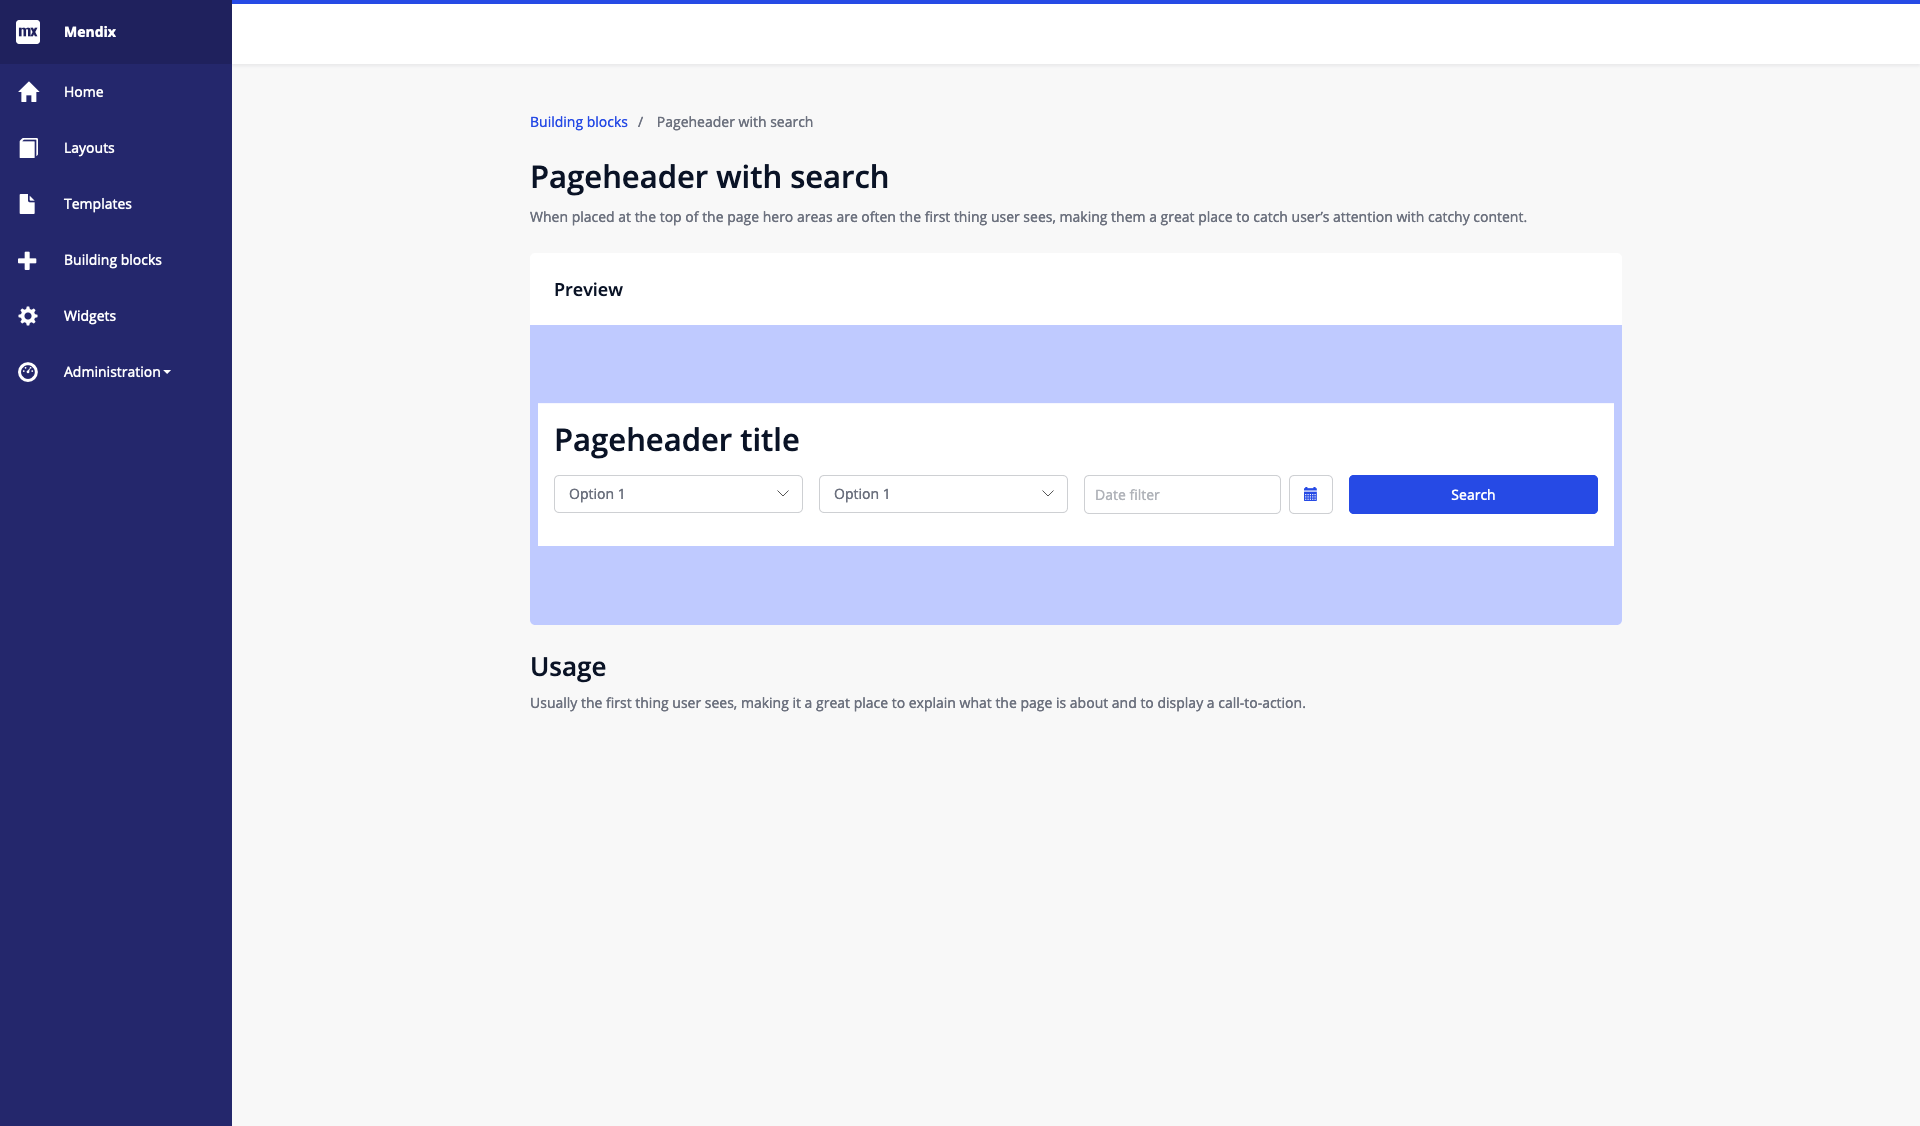 mx Mendix
Home
Layouts
Templates
Building blocks
Widgets
Administration
Building blocks / Pageheader with search
Pageheader with search
When placed at the top of the page hero areas are often the first thing user sees, making them a great place to catch user’s attention with catchy content.
Preview
Pageheader title
Option 1 Option 1 Date filter Search
Usage
Usually the first thing user sees, making it a great place to explain what the page is about and to display a call-to-action.